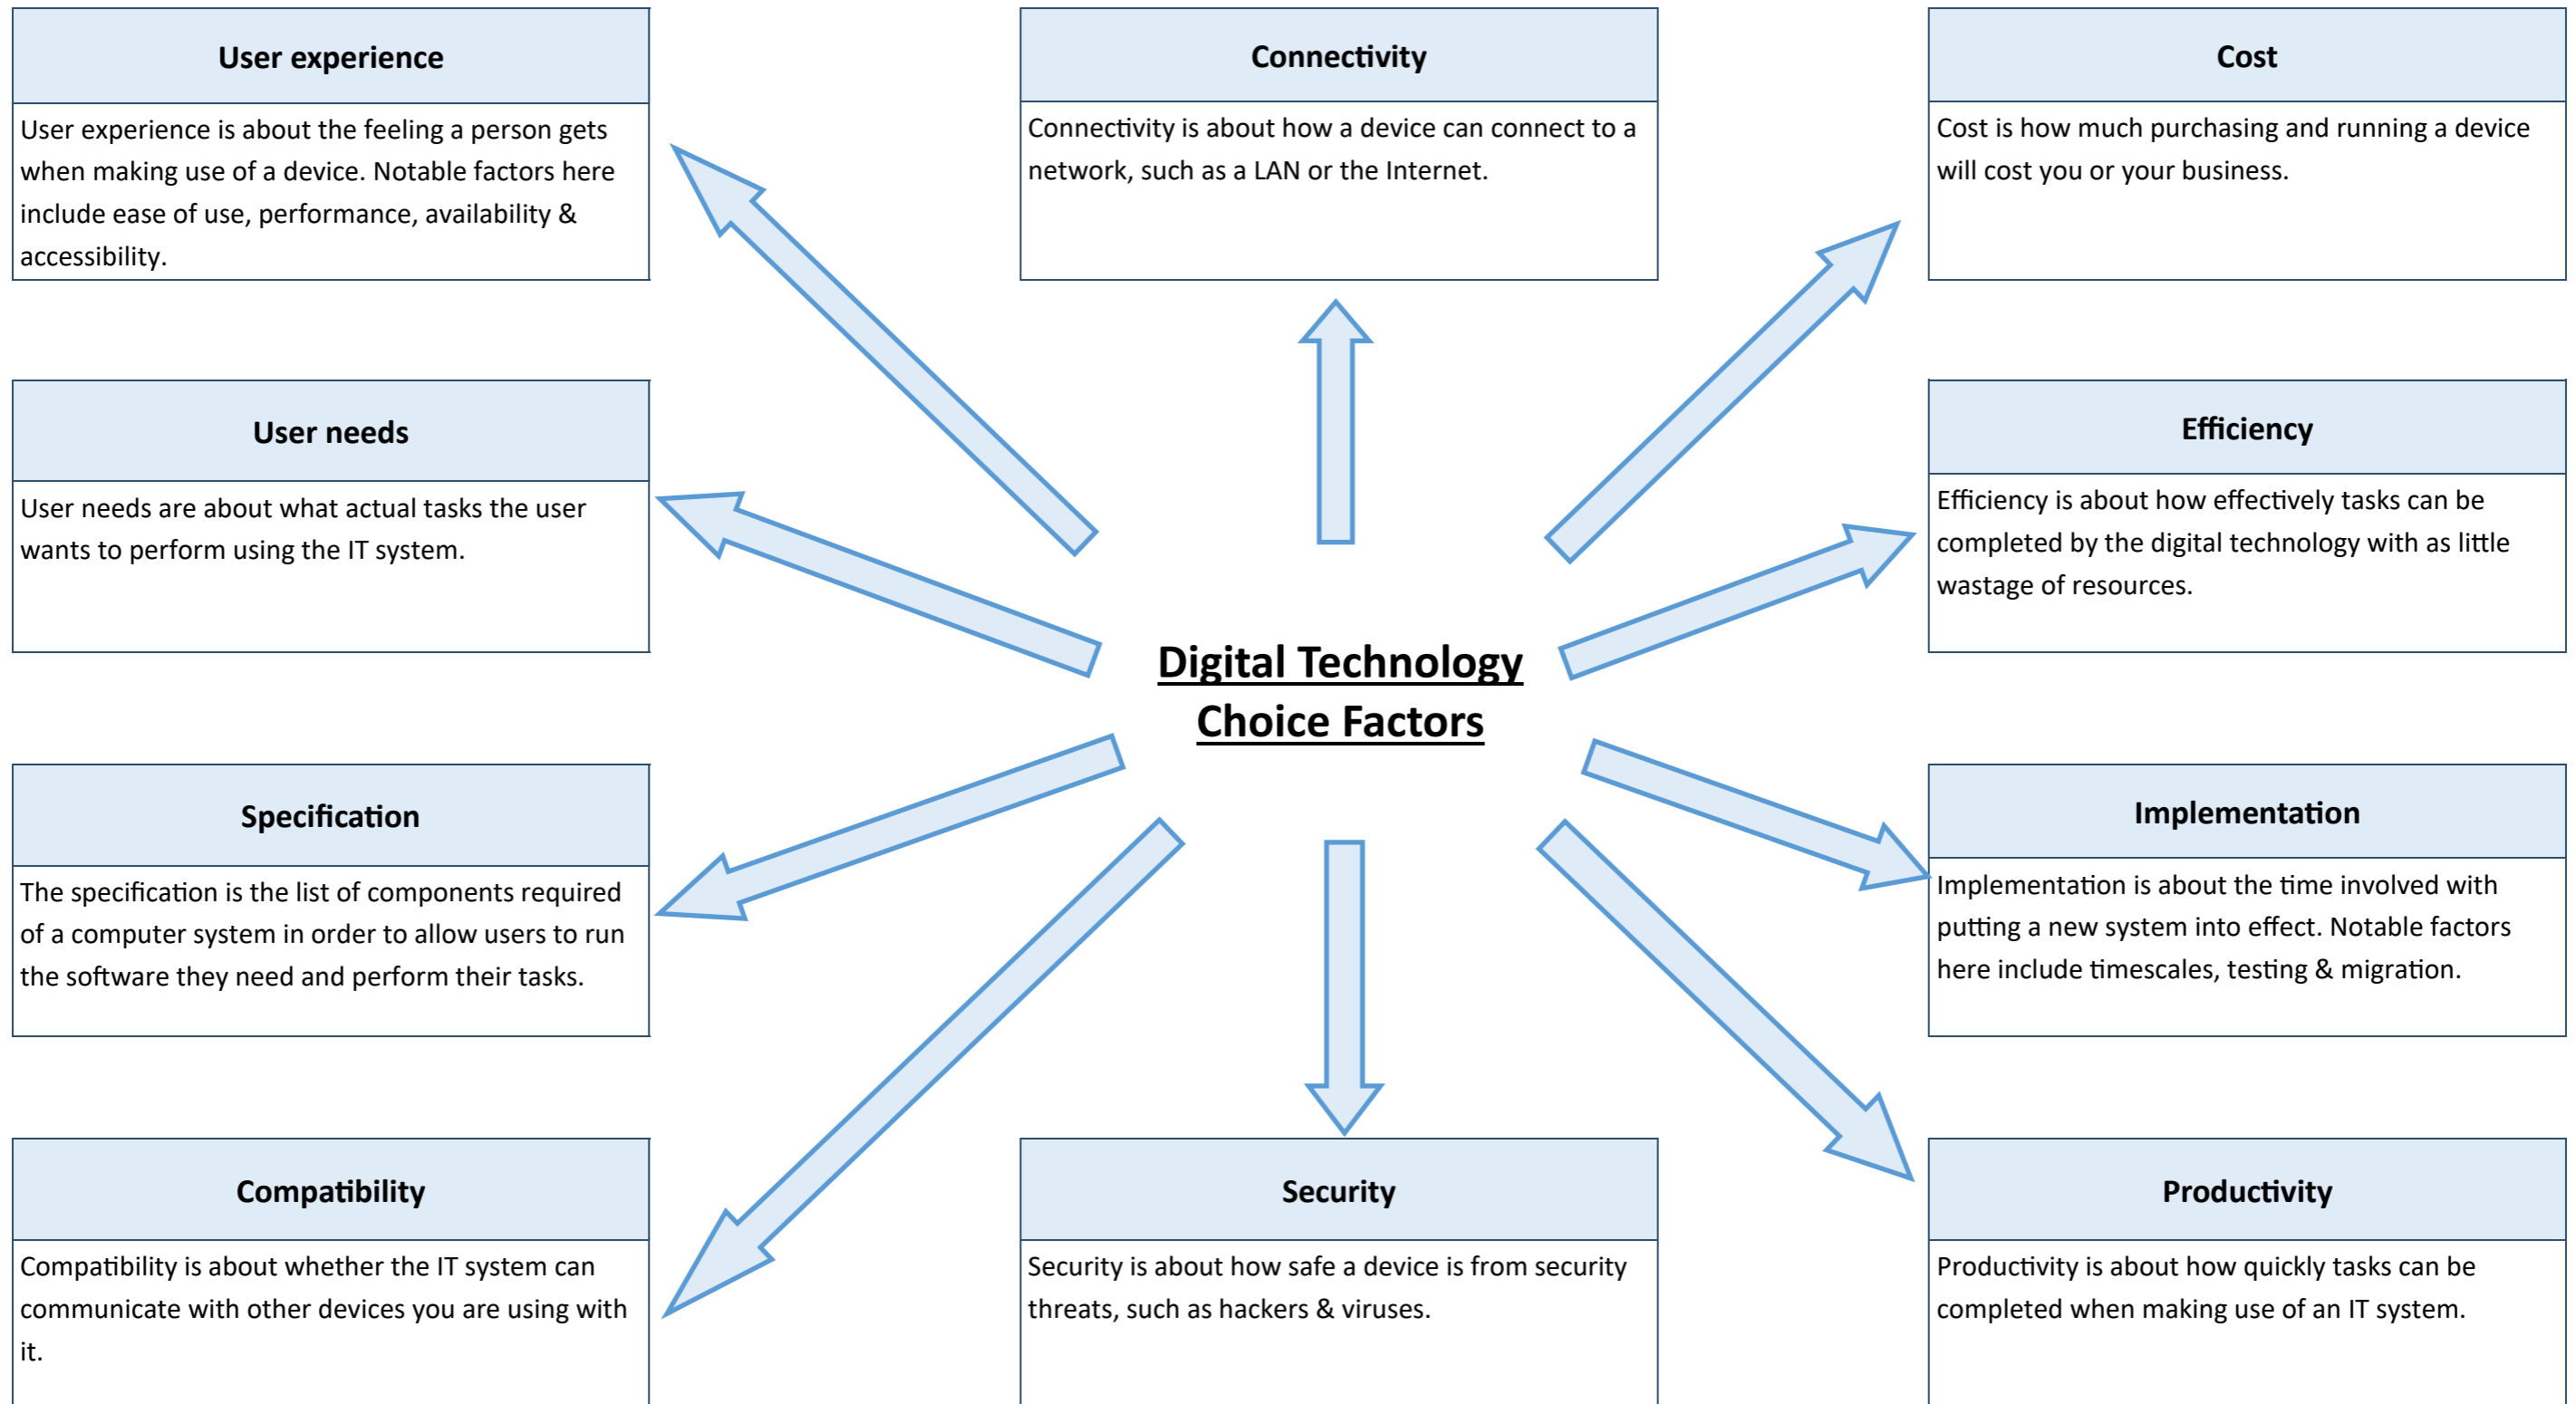 User experience
User experience is about the feeling a person gets
when making use of a device. Notable factors here
include ease of use, performance, availability &
accessibility.
Connectivity
Connectivity is about how a device can connect to a
network, such as a LAN or the Internet.
Cost
Cost is how much purchasing and running a device
will cost you or your business.
User needs
User needs are about what actual tasks the user
wants to perform using the IT system.
Efficiency
Efficiency is about how effectively tasks can be
completed by the digital technology with as little
wastage of resources.
Digital Technology
Choice Factors
Specification
The specification is the list of components required
of a computer system in order to allow users to run
the software they need and perform their tasks.
Implementation
Implementation is about the time involved with
putting a new system into effect. Notable factors
here include timescales, testing & migration.
Compatibility
Compatibility is about whether the IT system can
communicate with other devices you are using with
it.
Security
Security is about how safe a device is from security
threats, such as hackers & viruses.
Productivity
Productivity is about how quickly tasks can be
completed when making use of an IT system.